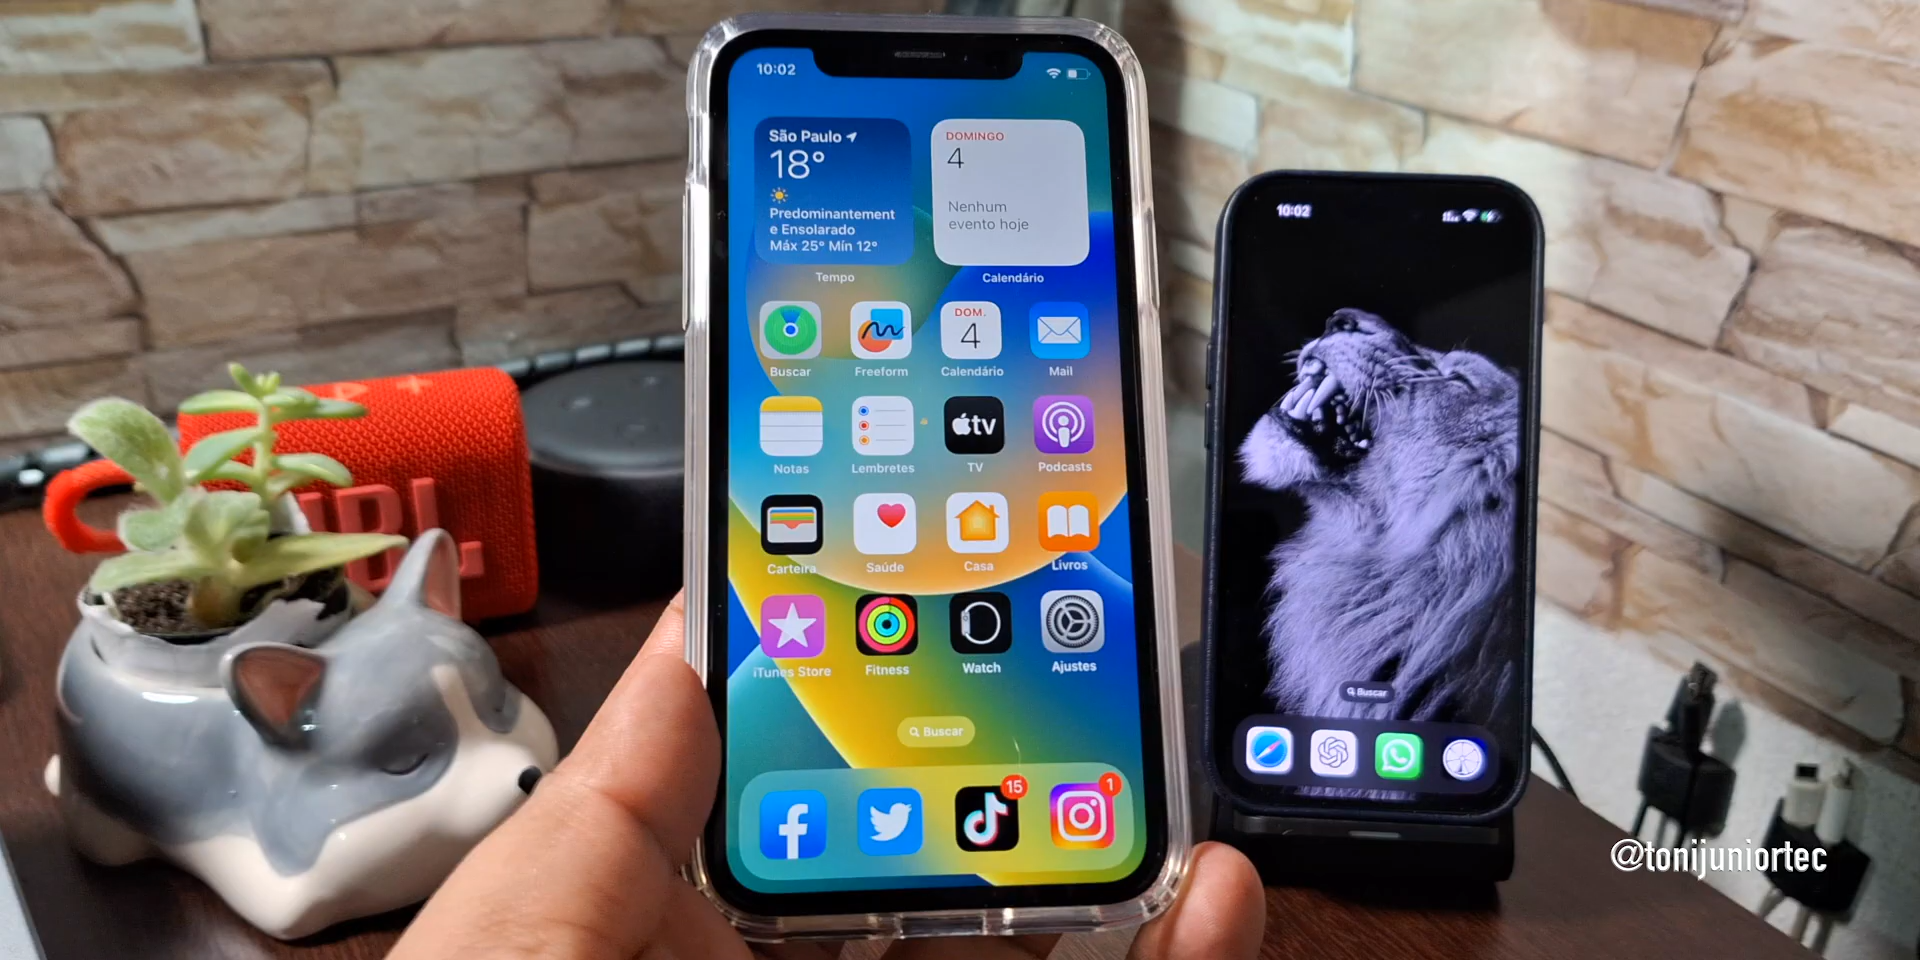 10:02
São Paulo
18°
Predominantement
e Ensolarado
Máx 25° Mín 12°
Tempo
DOMINGO
4
Nenhum
evento hoje
Calendário
Buscar
Freeform
DOM.
4
Calendário
Mail
Notas
Lembretes
tv
TV
Podcasts
Carteira
Saúde
Casa
Livros
iTunes Store
Fitness
Watch
Ajustes
Buscar
15
1
10:02
Buscar
JBL
@tonijuniortec